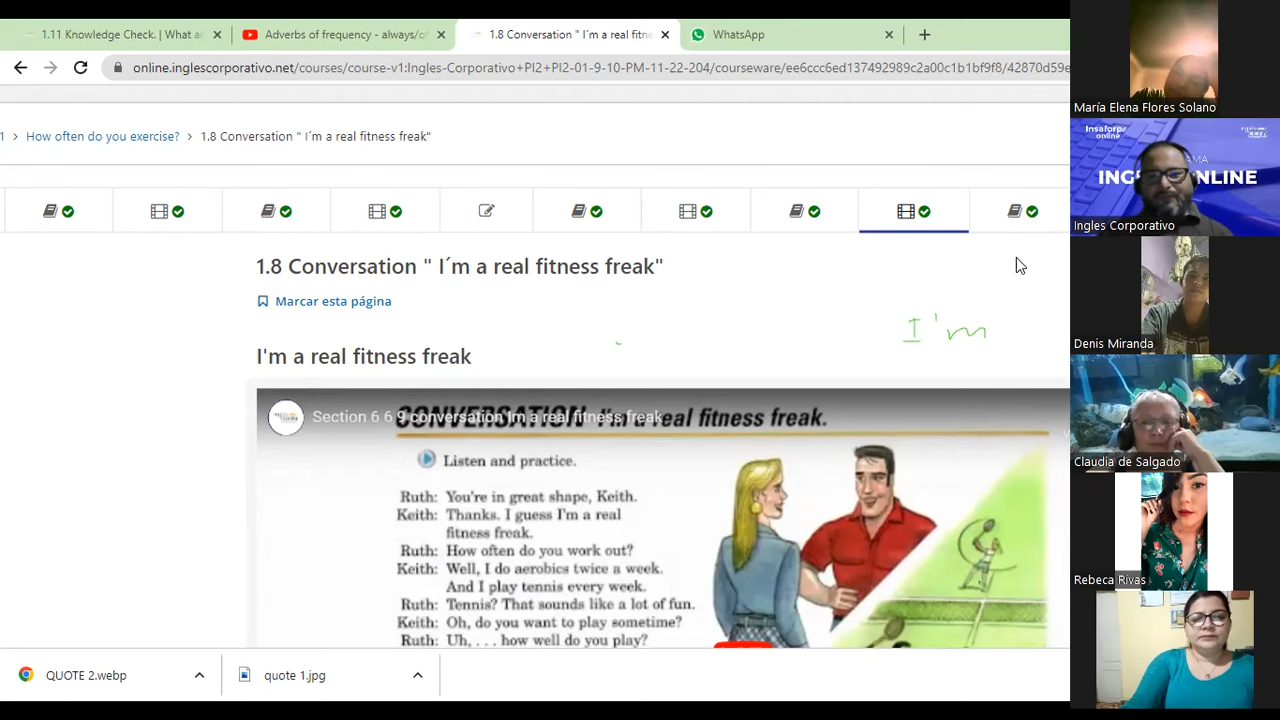 1.11 Knowledge Check. | What a
Adverbs of frequency - always/of
1.8 Conversation " I´m a real fitne
WhatsApp
online.inglescorporativo.net/courses/course-v1:Ingles-Corporativo+PI2+PI2-01-9-10-PM-11-22-204/courseware/ee6ccc6ed137492989c2a00c1b1bf9f8/42870d59e
1 > How often do you exercise? > 1.8 Conversation " I´m a real fitness freak"
1.8 Conversation " I´m a real fitness freak"
Marcar esta página
I'm
I'm a real fitness freak
Section 6 6 9 conversation Im a real fitness freak
CONVERSATION I'm a real fitness freak.
Listen and practice.
Ruth: You're in great shape, Keith.
Keith: Thanks. I guess I'm a real
fitness freak.
Ruth: How often do you work out?
Keith: Well, I do aerobics twice a week.
And I play tennis every week.
Ruth: Tennis? That sounds like a lot of fun.
Keith: Oh, do you want to play sometime?
Ruth: Uh, . . . how well do you play?
QUOTE 2.webp
quote 1.jpg
María Elena Flores Solano
Insaforp
online
AMA
ING
NLINE
Ingles Corporativo
Denis Miranda
Claudia de Salgado
Rebeca Rivas